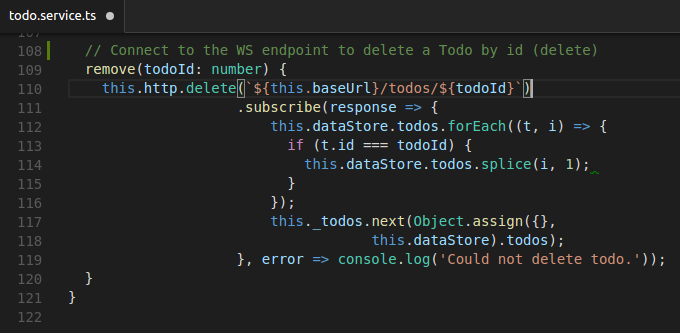 todo.service.ts
107
108 // Connect to the WS endpoint to delete a Todo by id (delete)
109 remove(todoId: number) {
110 this.http.delete(`${this.baseUrl}/todos/${todoId}`)
111 .subscribe(response => {
112 this.dataStore.todos.forEach((t, i) => {
113 if (t.id === todoId) {
114 this.dataStore.todos.splice(i, 1);
115 }
116 });
117 this._todos.next(Object.assign({},
118 this.dataStore).todos);
119 }, error => console.log('Could not delete todo.'));
120 }
121 }
122